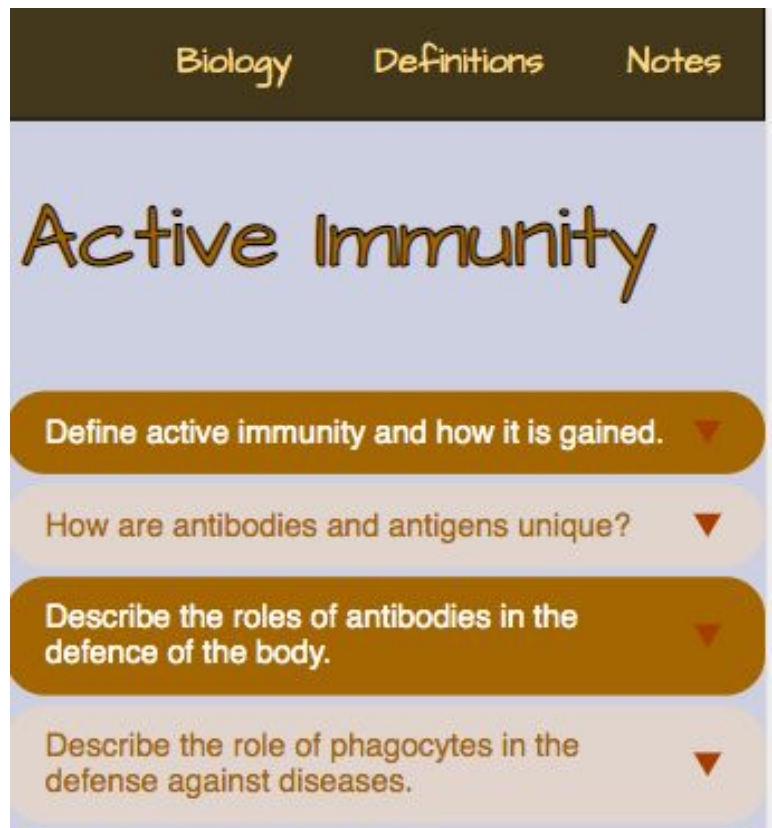 Biology Definitions Notes
Active Immunity
Define active immunity and how it is gained.
How are antibodies and antigens unique?
Describe the roles of antibodies in the
defence of the body.
Describe the role of phagocytes in the
defense against diseases.